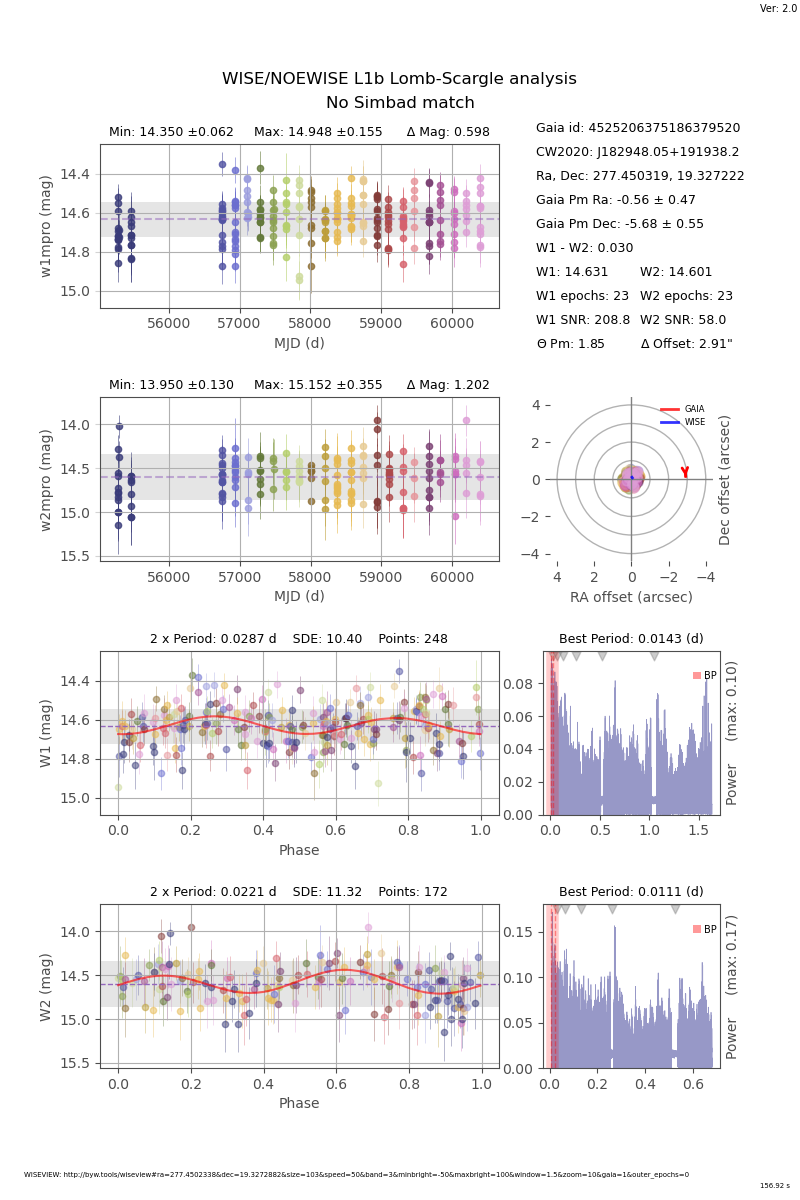 Ver: 2.0
WISE/NOEWISE L1b Lomb-Scargle analysis
No Simbad match
Min: 14.350 ±0.062 Max: 14.948 ±0.155 Δ Mag: 0.598
14.4
14.6
14.8
15.0
w1mpro (mag)
56000 57000 58000 59000 60000
MJD (d)
Gaia id: 4525206375186379520
CW2020: J182948.05+191938.2
Ra, Dec: 277.450319, 19.327222
Gaia Pm Ra: -0.56 ± 0.47
Gaia Pm Dec: -5.68 ± 0.55
W1 - W2: 0.030
W1: 14.631 W2: 14.601
W1 epochs: 23 W2 epochs: 23
W1 SNR: 208.8 W2 SNR: 58.0
Θ Pm: 1.85 Δ Offset: 2.91"
Min: 13.950 ±0.130 Max: 15.152 ±0.355 Δ Mag: 1.202
14.0
14.5
15.0
15.5
w2mpro (mag)
56000 57000 58000 59000 60000
MJD (d)
GAIA
WISE
4
2
0
−2
−4
4 2 0 −2 −4
RA offset (arcsec)
Dec offset (arcsec)
2 x Period: 0.0287 d SDE: 10.40 Points: 248
14.4
14.6
14.8
15.0
W1 (mag)
0.0 0.2 0.4 0.6 0.8 1.0
Phase
Best Period: 0.0143 (d)
BP
0.08
0.06
0.04
0.02
0.00
0.0 0.5 1.0 1.5
Power (max: 0.10)
2 x Period: 0.0221 d SDE: 11.32 Points: 172
14.0
14.5
15.0
15.5
W2 (mag)
0.0 0.2 0.4 0.6 0.8 1.0
Phase
Best Period: 0.0111 (d)
BP
0.15
0.10
0.05
0.00
0.0 0.2 0.4 0.6
Power (max: 0.17)
WISEVIEW: http://byw.tools/wiseview#ra=277.4502338&dec=19.3272882&size=103&speed=50&band=3&minbright=-50&maxbright=100&window=1.5&zoom=10&gaia=1&outer_epochs=0
156.92 s